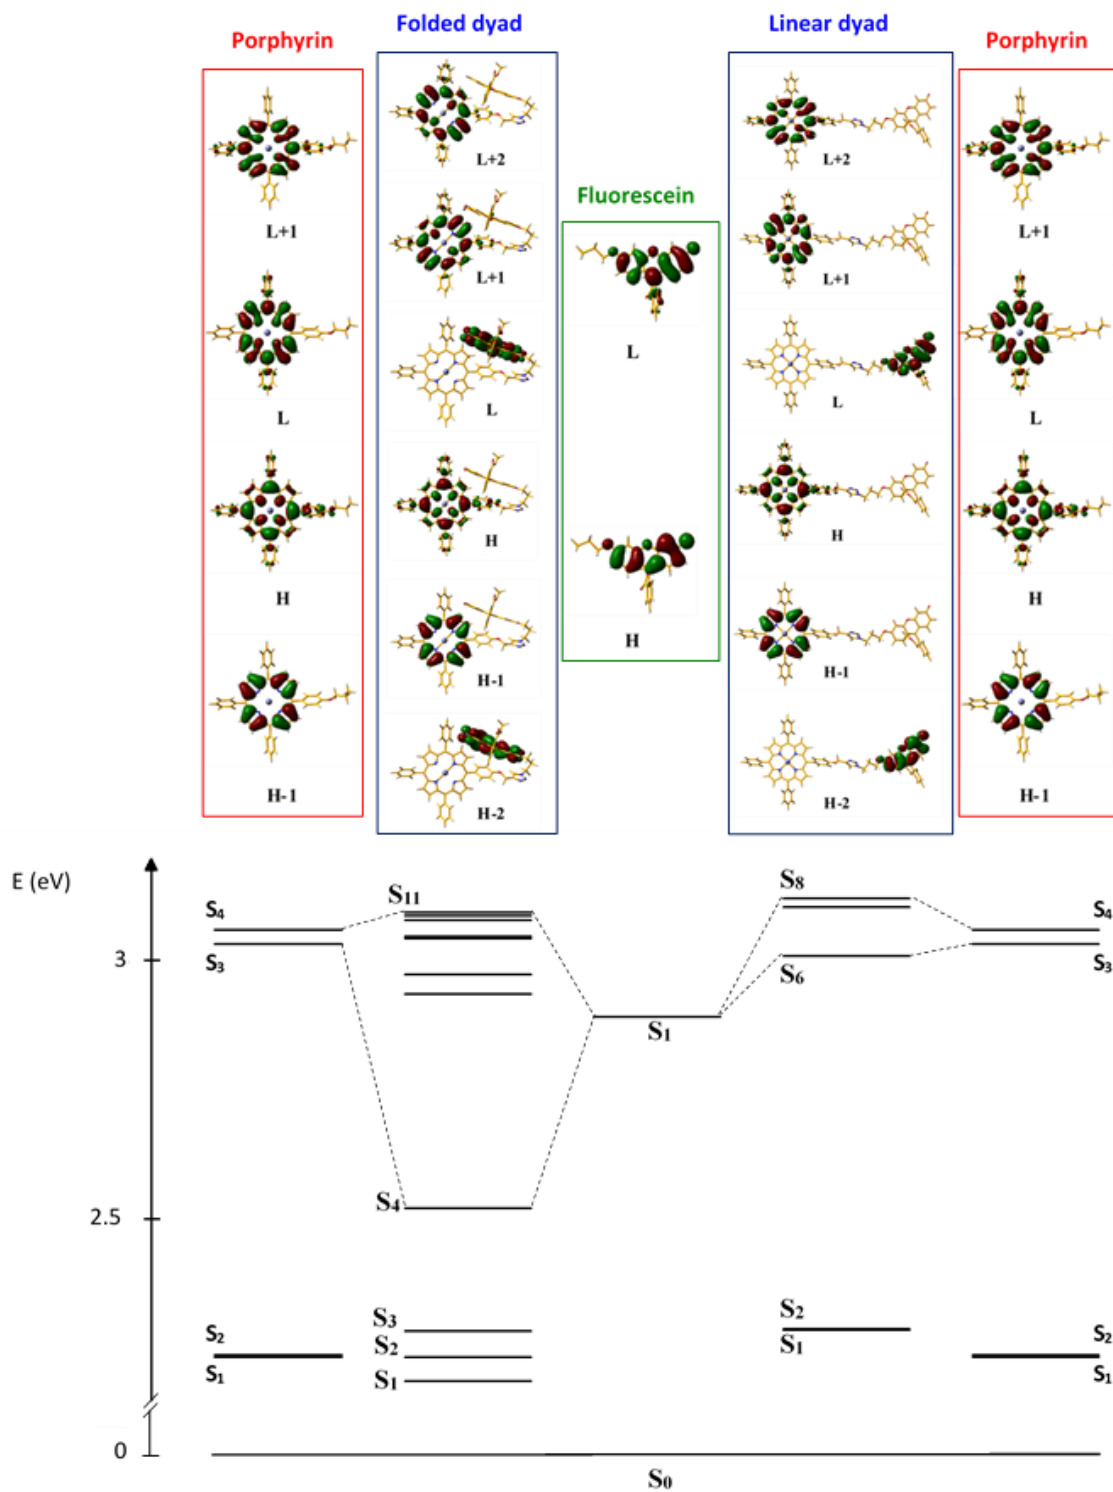 Porphyrin
Folded dyad
Linear dyad
Porphyrin
L+1
L
H
H-1
L+2
L+1
L
H
H-1
H-2
Fluorescein
L
H
L+2
L+1
L
H
H-1
H-2
L+1
L
H
H-1
E (eV)
3
2.5
0
S4
S3
S2
S1
S11
S4
S3
S2
S1
S1
S8
S6
S2
S1
S4
S3
S2
S1
S0